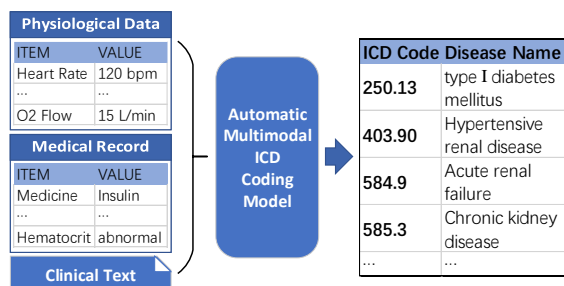 Physiological Data
ITEM VALUE
Heart Rate 120 bpm
... ...
O2 Flow 15 L/min
Medical Record
ITEM VALUE
Medicine Insulin
... ...
Hematocrit abnormal
Clinical Text
Automatic
Multimodal
ICD
Coding
Model
ICD Code Disease Name
250.13 type I diabetes
mellitus
403.90 Hypertensive
renal disease
584.9 Acute renal
failure
585.3 Chronic kidney
disease
... ...